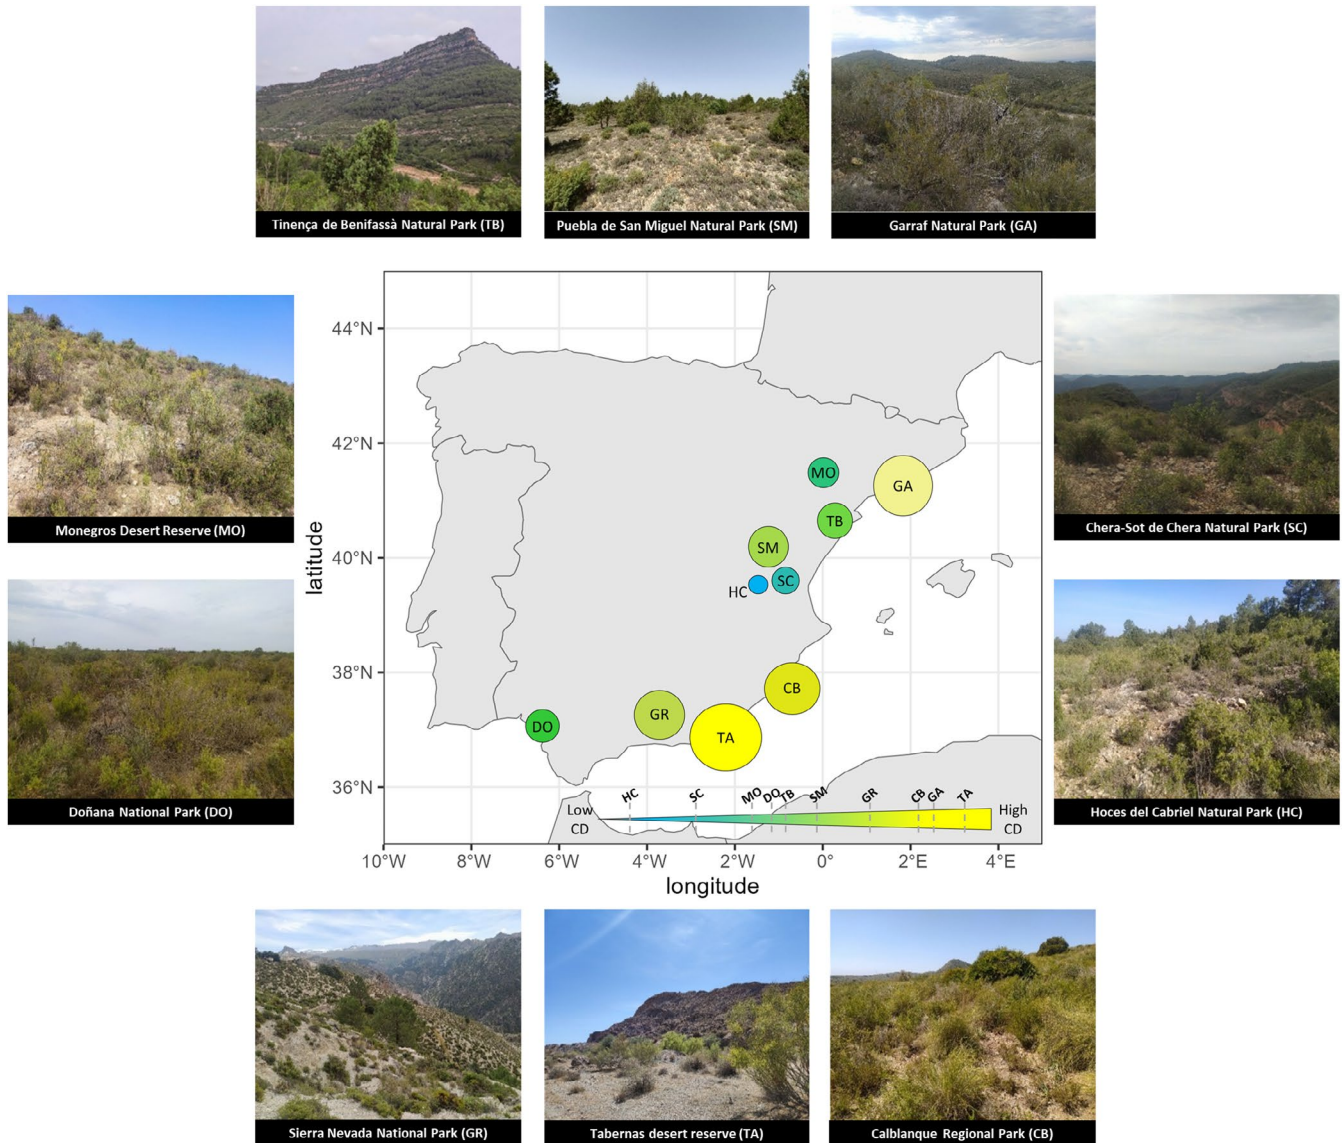 Tinença de Benifassà Natural Park (TB)
Puebla de San Miguel Natural Park (SM)
Garraf Natural Park (GA)
Monegros Desert Reserve (MO)
Chera-Sot de Chera Natural Park (SC)
Doñana National Park (DO)
Hoces del Cabriel Natural Park (HC)
latitude
44°N
42°N
40°N
38°N
36°N
MO
GA
TB
SM
HC
SC
CB
GR
DO
TA
Low
CD
HC
SC
MO
DO
TB
SM
GR
CB
GA
TA
High
CD
10°W
8°W
6°W
4°W
2°W
0°
2°E
4°E
longitude
Sierra Nevada National Park (GR)
Tabernas desert reserve (TA)
Calblanque Regional Park (CB)